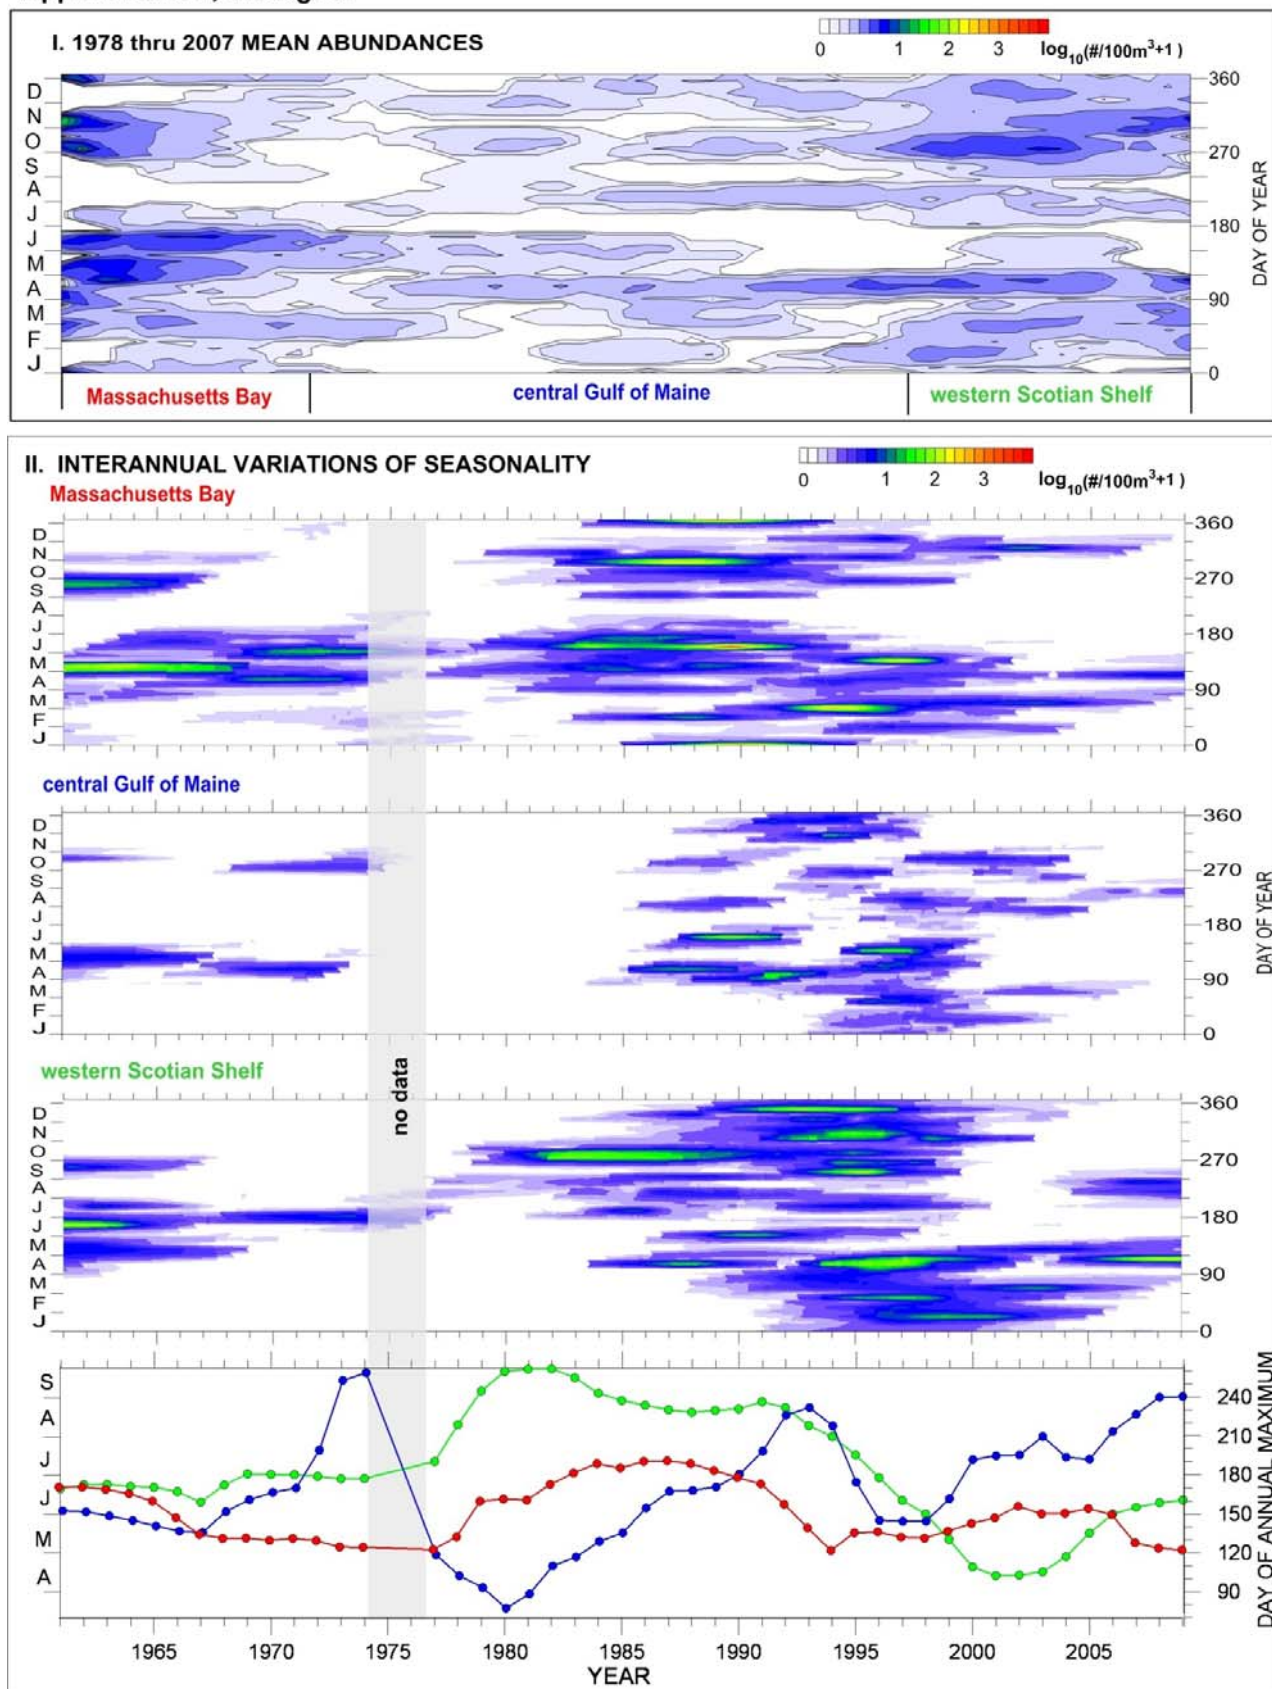 I. 1978 thru 2007 MEAN ABUNDANCES
0 1 2 3 log10(#/100m3+1)
D
N
O
S
A
J
J
M
A
M
F
J
360
270
180
90
0
DAY OF YEAR
Massachusetts Bay central Gulf of Maine western Scotian Shelf
II. INTERANNUAL VARIATIONS OF SEASONALITY
0 1 2 3 log10(#/100m3+1)
Massachusetts Bay
D
N
O
S
A
J
J
M
A
M
F
J
360
270
180
90
0
central Gulf of Maine
D
N
O
S
A
J
J
M
A
M
F
J
360
270
180
90
0
DAY OF YEAR
western Scotian Shelf
no data
D
N
O
S
A
J
J
M
A
M
F
J
360
270
180
90
0
S
A
J
J
M
A
240
210
180
150
120
90
DAY OF ANNUAL MAXIMUM
1965 1970 1975 1980 1985 1990 1995 2000 2005
YEAR